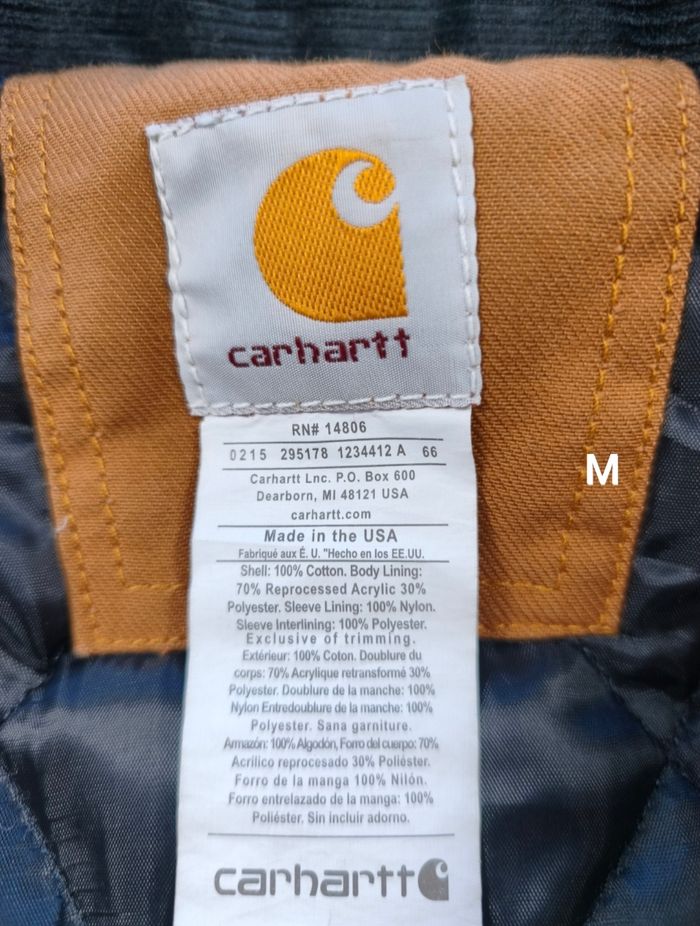 carhartt
RN# 14806
0215 295178 1234412 A 66
Carhartt Lnc. P.O. Box 600
Dearborn, MI 48121 USA
carhartt.com
Made in the USA
Fabriqué aux É. U. "Hecho en los EE.UU.
Shell: 100% Cotton. Body Lining:
70% Reprocessed Acrylic 30%
Polyester. Sleeve Lining: 100% Nylon.
Sleeve Interlining: 100% Polyester.
Exclusive of trimming.
Extérieur: 100% Coton. Doublure du
corps: 70% Acrylique retransformé 30%
Polyester. Doublure de la manche: 100%
Nylon Entredoublure de la manche: 100%
Polyester. Sana garniture.
Armazón: 100% Algodón, Forro del cuerpo: 70%
Acrílico reprocesado 30% Poliéster.
Forro de la manga 100% Nilón.
Forro entrelazado de la manga: 100%
Poliéster. Sin incluir adorno.
carhartt
M